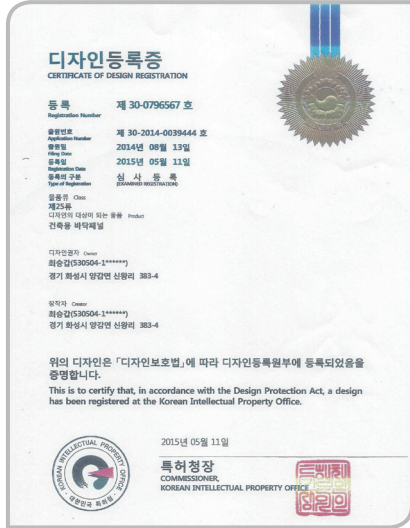 디자인등록증
CERTIFICATE OF DESIGN REGISTRATION
등 록 제 30-0796567 호
Registration Number
출원번호 제 30-2014-0039444 호
Application Number
출원일 2014년 08월 13일
Filing Date
등록일 2015년 05월 11일
Registration Date
등록의 구분 심 사 등 록
Type of Registration (EXAMINED REGISTRATION)
물품류 Class
제25류
디자인의 대상이 되는 물품 Product
건축용 바닥패널
디자인권자 Owner
최승갑(530504-1******)
경기 화성시 양감면 신왕리 383-4
창작자 Creator
최승갑(530504-1******)
경기 화성시 양감면 신왕리 383-4
위의 디자인은 「디자인보호법」에 따라 디자인등록원부에 등록되었음을
증명합니다.
This is to certify that, in accordance with the Design Protection Act, a design
has been registered at the Korean Intellectual Property Office.
2015년 05월 11일
특허청장
COMMISSIONER,
KOREAN INTELLECTUAL PROPERTY OFFICE
KOREAN INTELLECTUAL PROPERTY OFFICE
대한민국 특허청